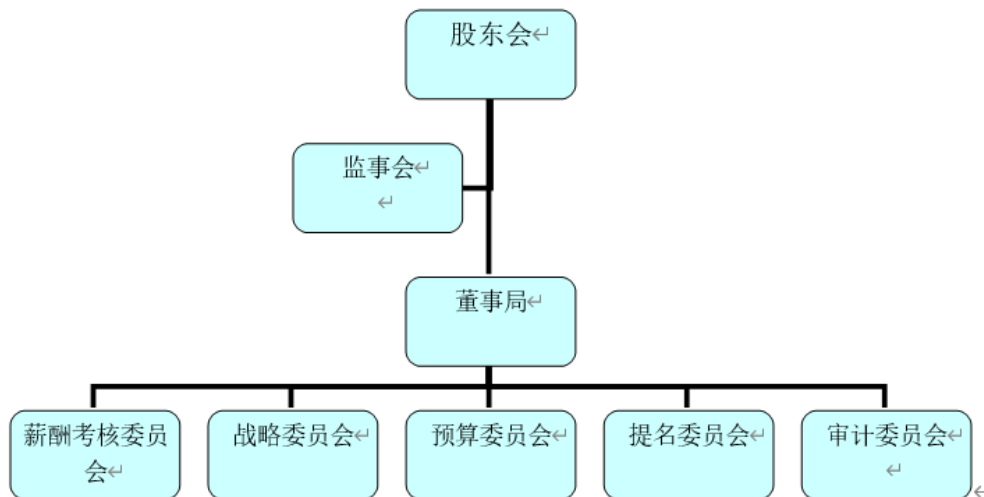 股东会
监事会
董事局
薪酬考核委员
会
战略委员会
预算委员会
提名委员会
审计委员会